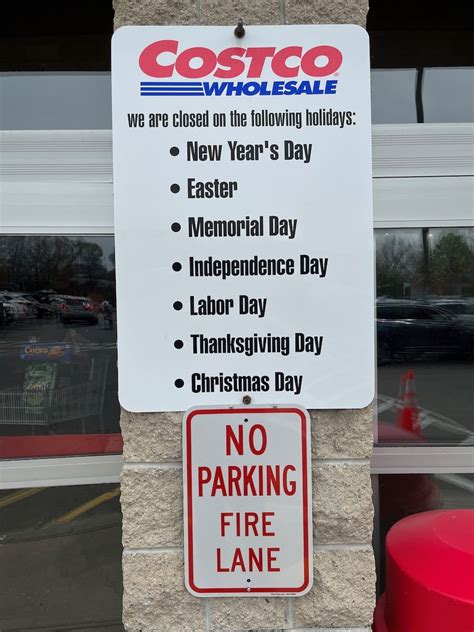 COSTCO
WHOLESALE
we are closed on the following holidays:
• New Year's Day
• Easter
• Memorial Day
• Independence Day
• Labor Day
• Thanksgiving Day
• Christmas Day
NO
PARKING
FIRE
LANE